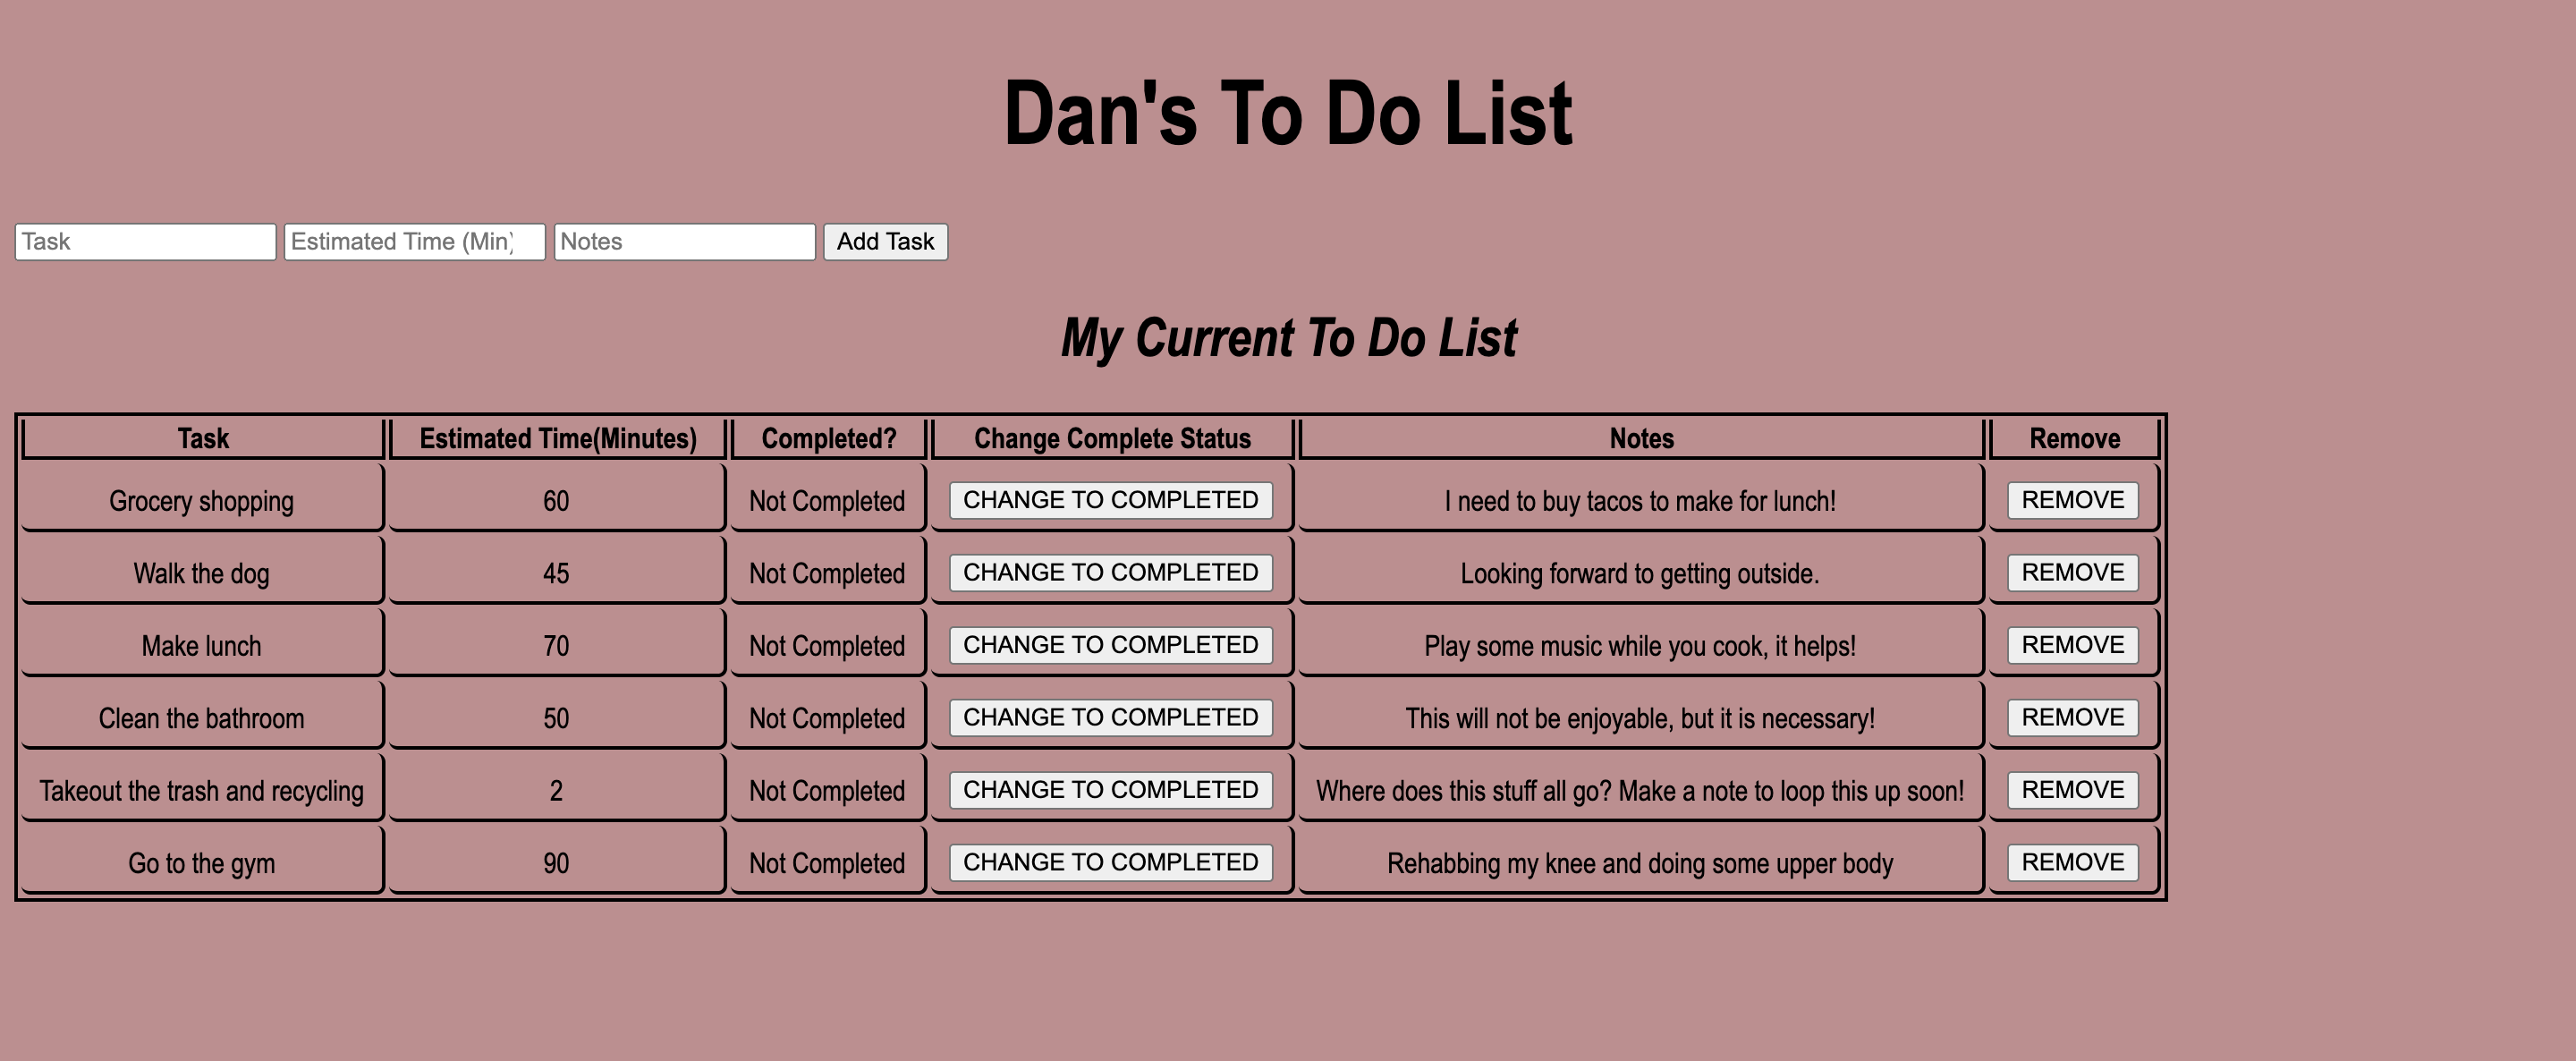 Dan's To Do List
Task Estimated Time (Min) Notes Add Task
My Current To Do List
Task Estimated Time(Minutes) Completed? Change Complete Status Notes Remove
Grocery shopping 60 Not Completed CHANGE TO COMPLETED I need to buy tacos to make for lunch! REMOVE
Walk the dog 45 Not Completed CHANGE TO COMPLETED Looking forward to getting outside. REMOVE
Make lunch 70 Not Completed CHANGE TO COMPLETED Play some music while you cook, it helps! REMOVE
Clean the bathroom 50 Not Completed CHANGE TO COMPLETED This will not be enjoyable, but it is necessary! REMOVE
Takeout the trash and recycling 2 Not Completed CHANGE TO COMPLETED Where does this stuff all go? Make a note to loop this up soon! REMOVE
Go to the gym 90 Not Completed CHANGE TO COMPLETED Rehabbing my knee and doing some upper body REMOVE